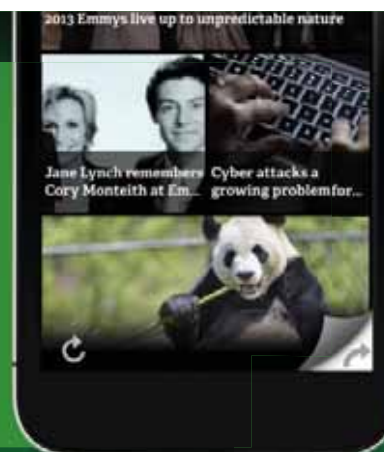 2013 Emmys live up to unpredictable nature
Jane Lynch remembers
Cory Monteith at Em...
Cyber attacks a
growing problemfor...